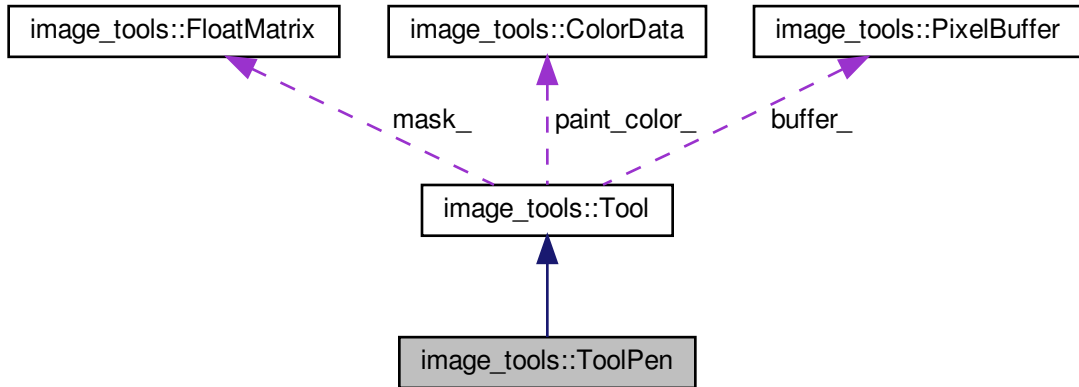 image_tools::FloatMatrix
image_tools::ColorData
image_tools::PixelBuffer
mask_
paint_color_
buffer_
image_tools::Tool
image_tools::ToolPen